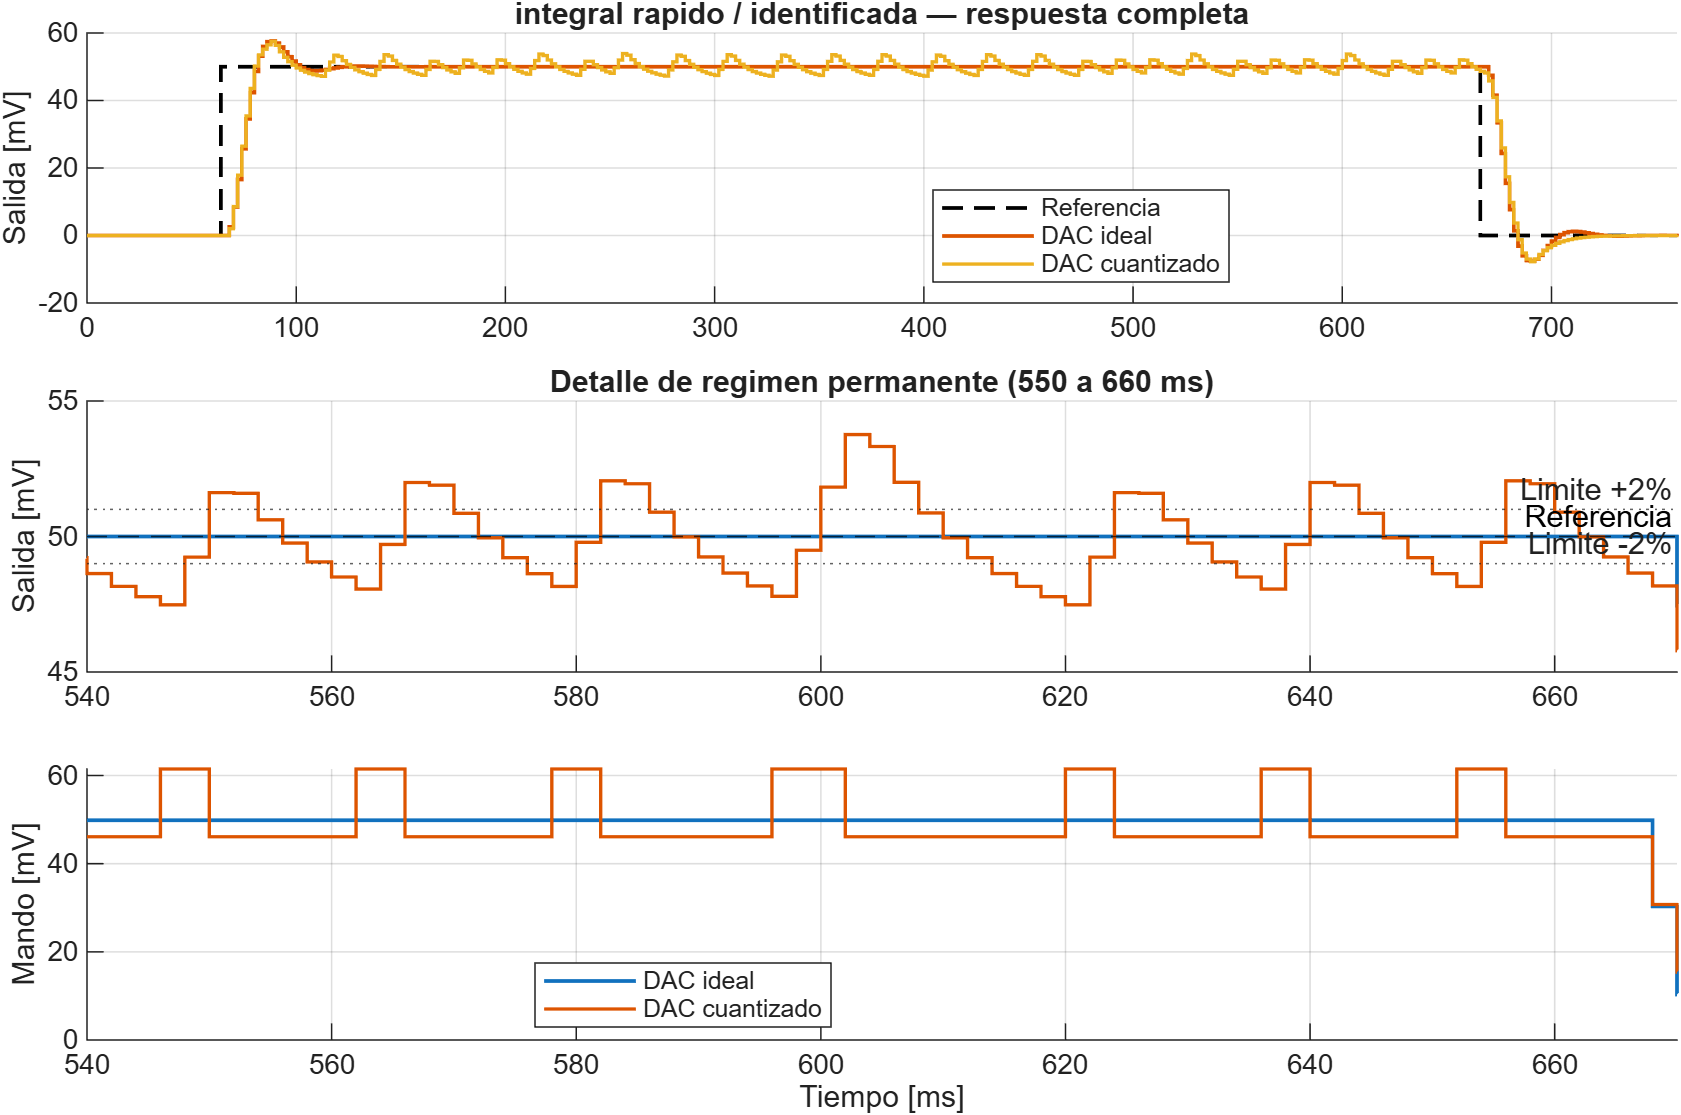 integral rapido / identificada — respuesta completa
60
40
20
0
-20
Salida [mV]
Referencia
DAC ideal
DAC cuantizado
0 100 200 300 400 500 600 700
Detalle de regimen permanente (550 a 660 ms)
55
50
45
Salida [mV]
Limite +2%
Referencia
Limite -2%
540 560 580 600 620 640 660
60
40
20
0
Mando [mV]
DAC ideal
DAC cuantizado
540 560 580 600 620 640 660
Tiempo [ms]